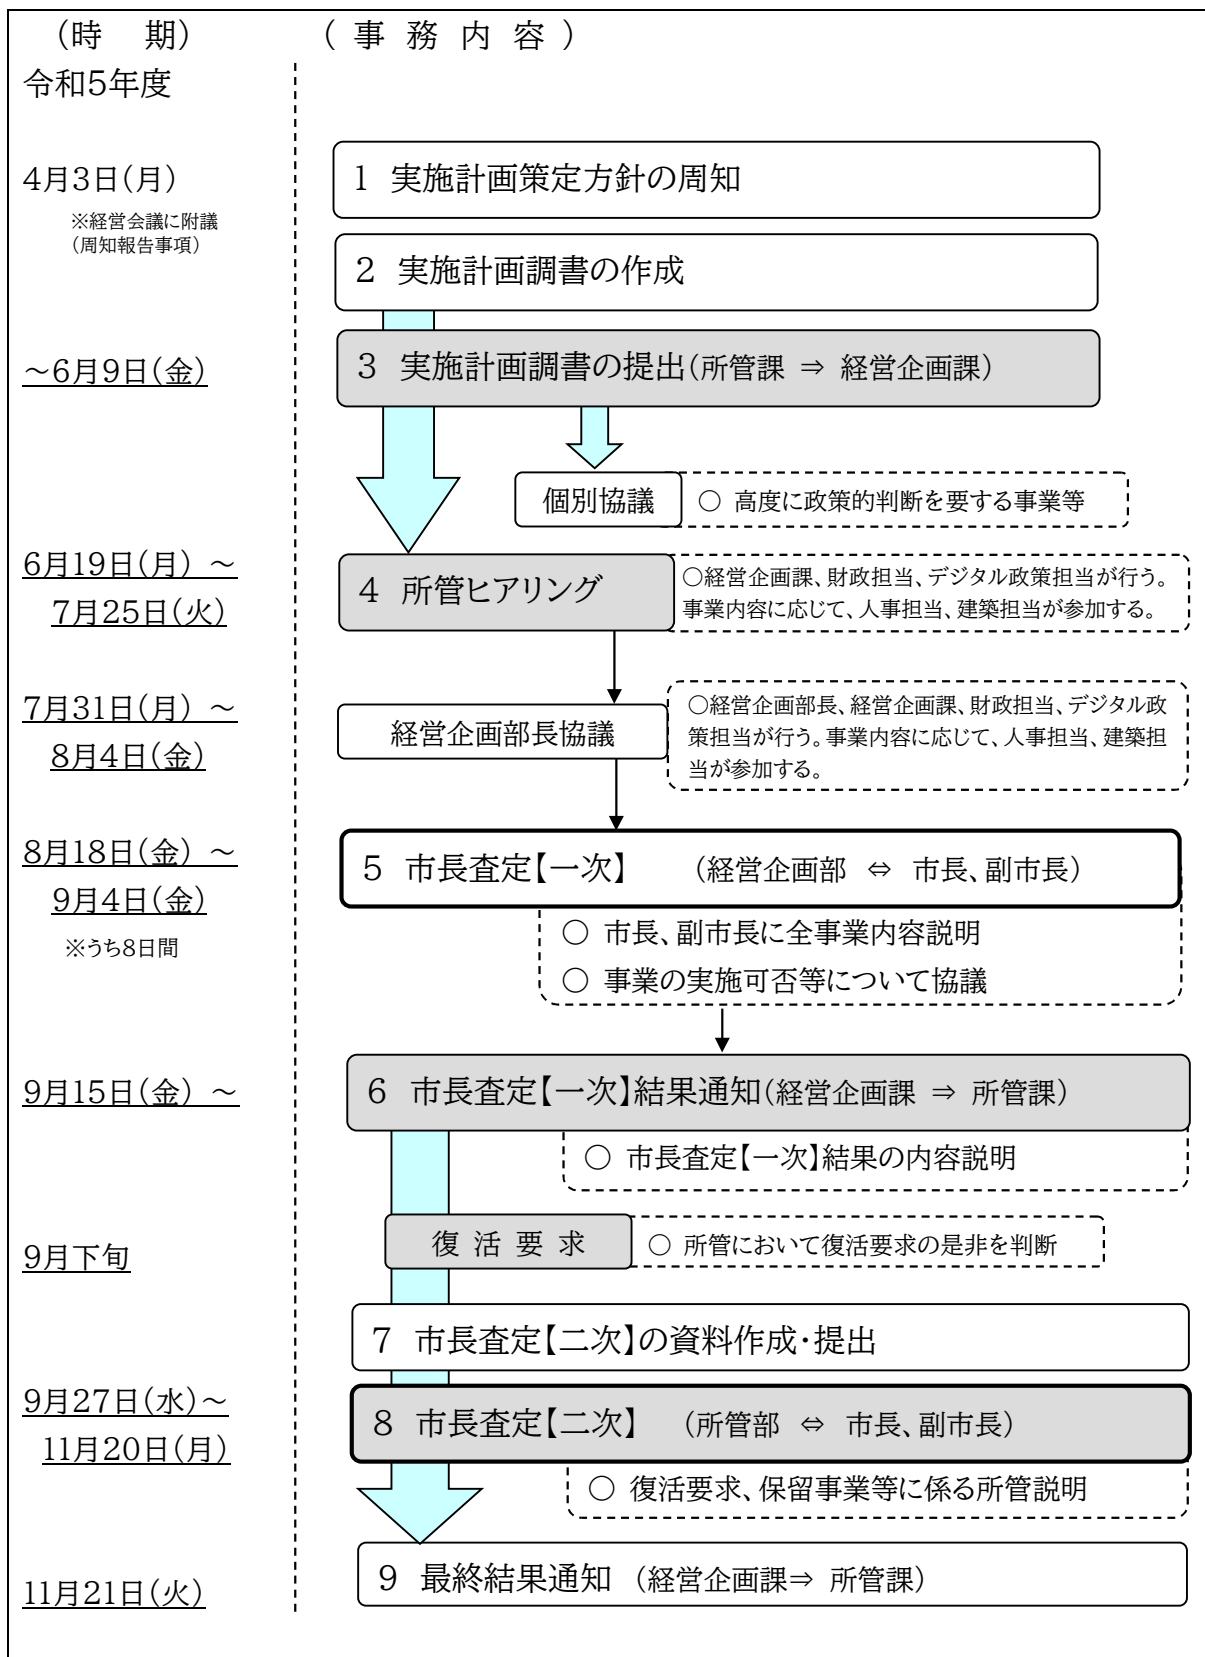 （時　期）　（事務内容）
令和5年度
4月3日（月）　1 実施計画策定方針の周知
※経営会議に附議
（周知報告事項）
2 実施計画調書の作成
～6月9日（金）　3 実施計画調書の提出（所管課 ⇒ 経営企画課）
個別協議　○ 高度に政策的判断を要する事業等
6月19日（月）～
7月25日（火）
4 所管ヒアリング
○経営企画課、財政担当、デジタル政策担当が行う。
事業内容に応じて、人事担当、建築担当が参加する。
7月31日（月）～
8月4日（金）
経営企画部長協議
○経営企画部長、経営企画課、財政担当、デジタル政
策担当が行う。事業内容に応じて、人事担当、建築担
当が参加する。
8月18日（金）～
9月4日（金）
※うち8日間
5 市長査定【一次】　（経営企画部 ⇔ 市長、副市長）
○ 市長、副市長に全事業内容説明
○ 事業の実施可否等について協議
9月15日（金）～　6 市長査定【一次】結果通知（経営企画課 ⇒ 所管課）
○ 市長査定【一次】結果の内容説明
9月下旬　復活要求　○ 所管において復活要求の是非を判断
7 市長査定【二次】の資料作成・提出
9月27日（水）～
11月20日（月）
8 市長査定【二次】　（所管部 ⇔ 市長、副市長）
○ 復活要求、保留事業等に係る所管説明
11月21日（火）　9 最終結果通知 （経営企画課⇒ 所管課）